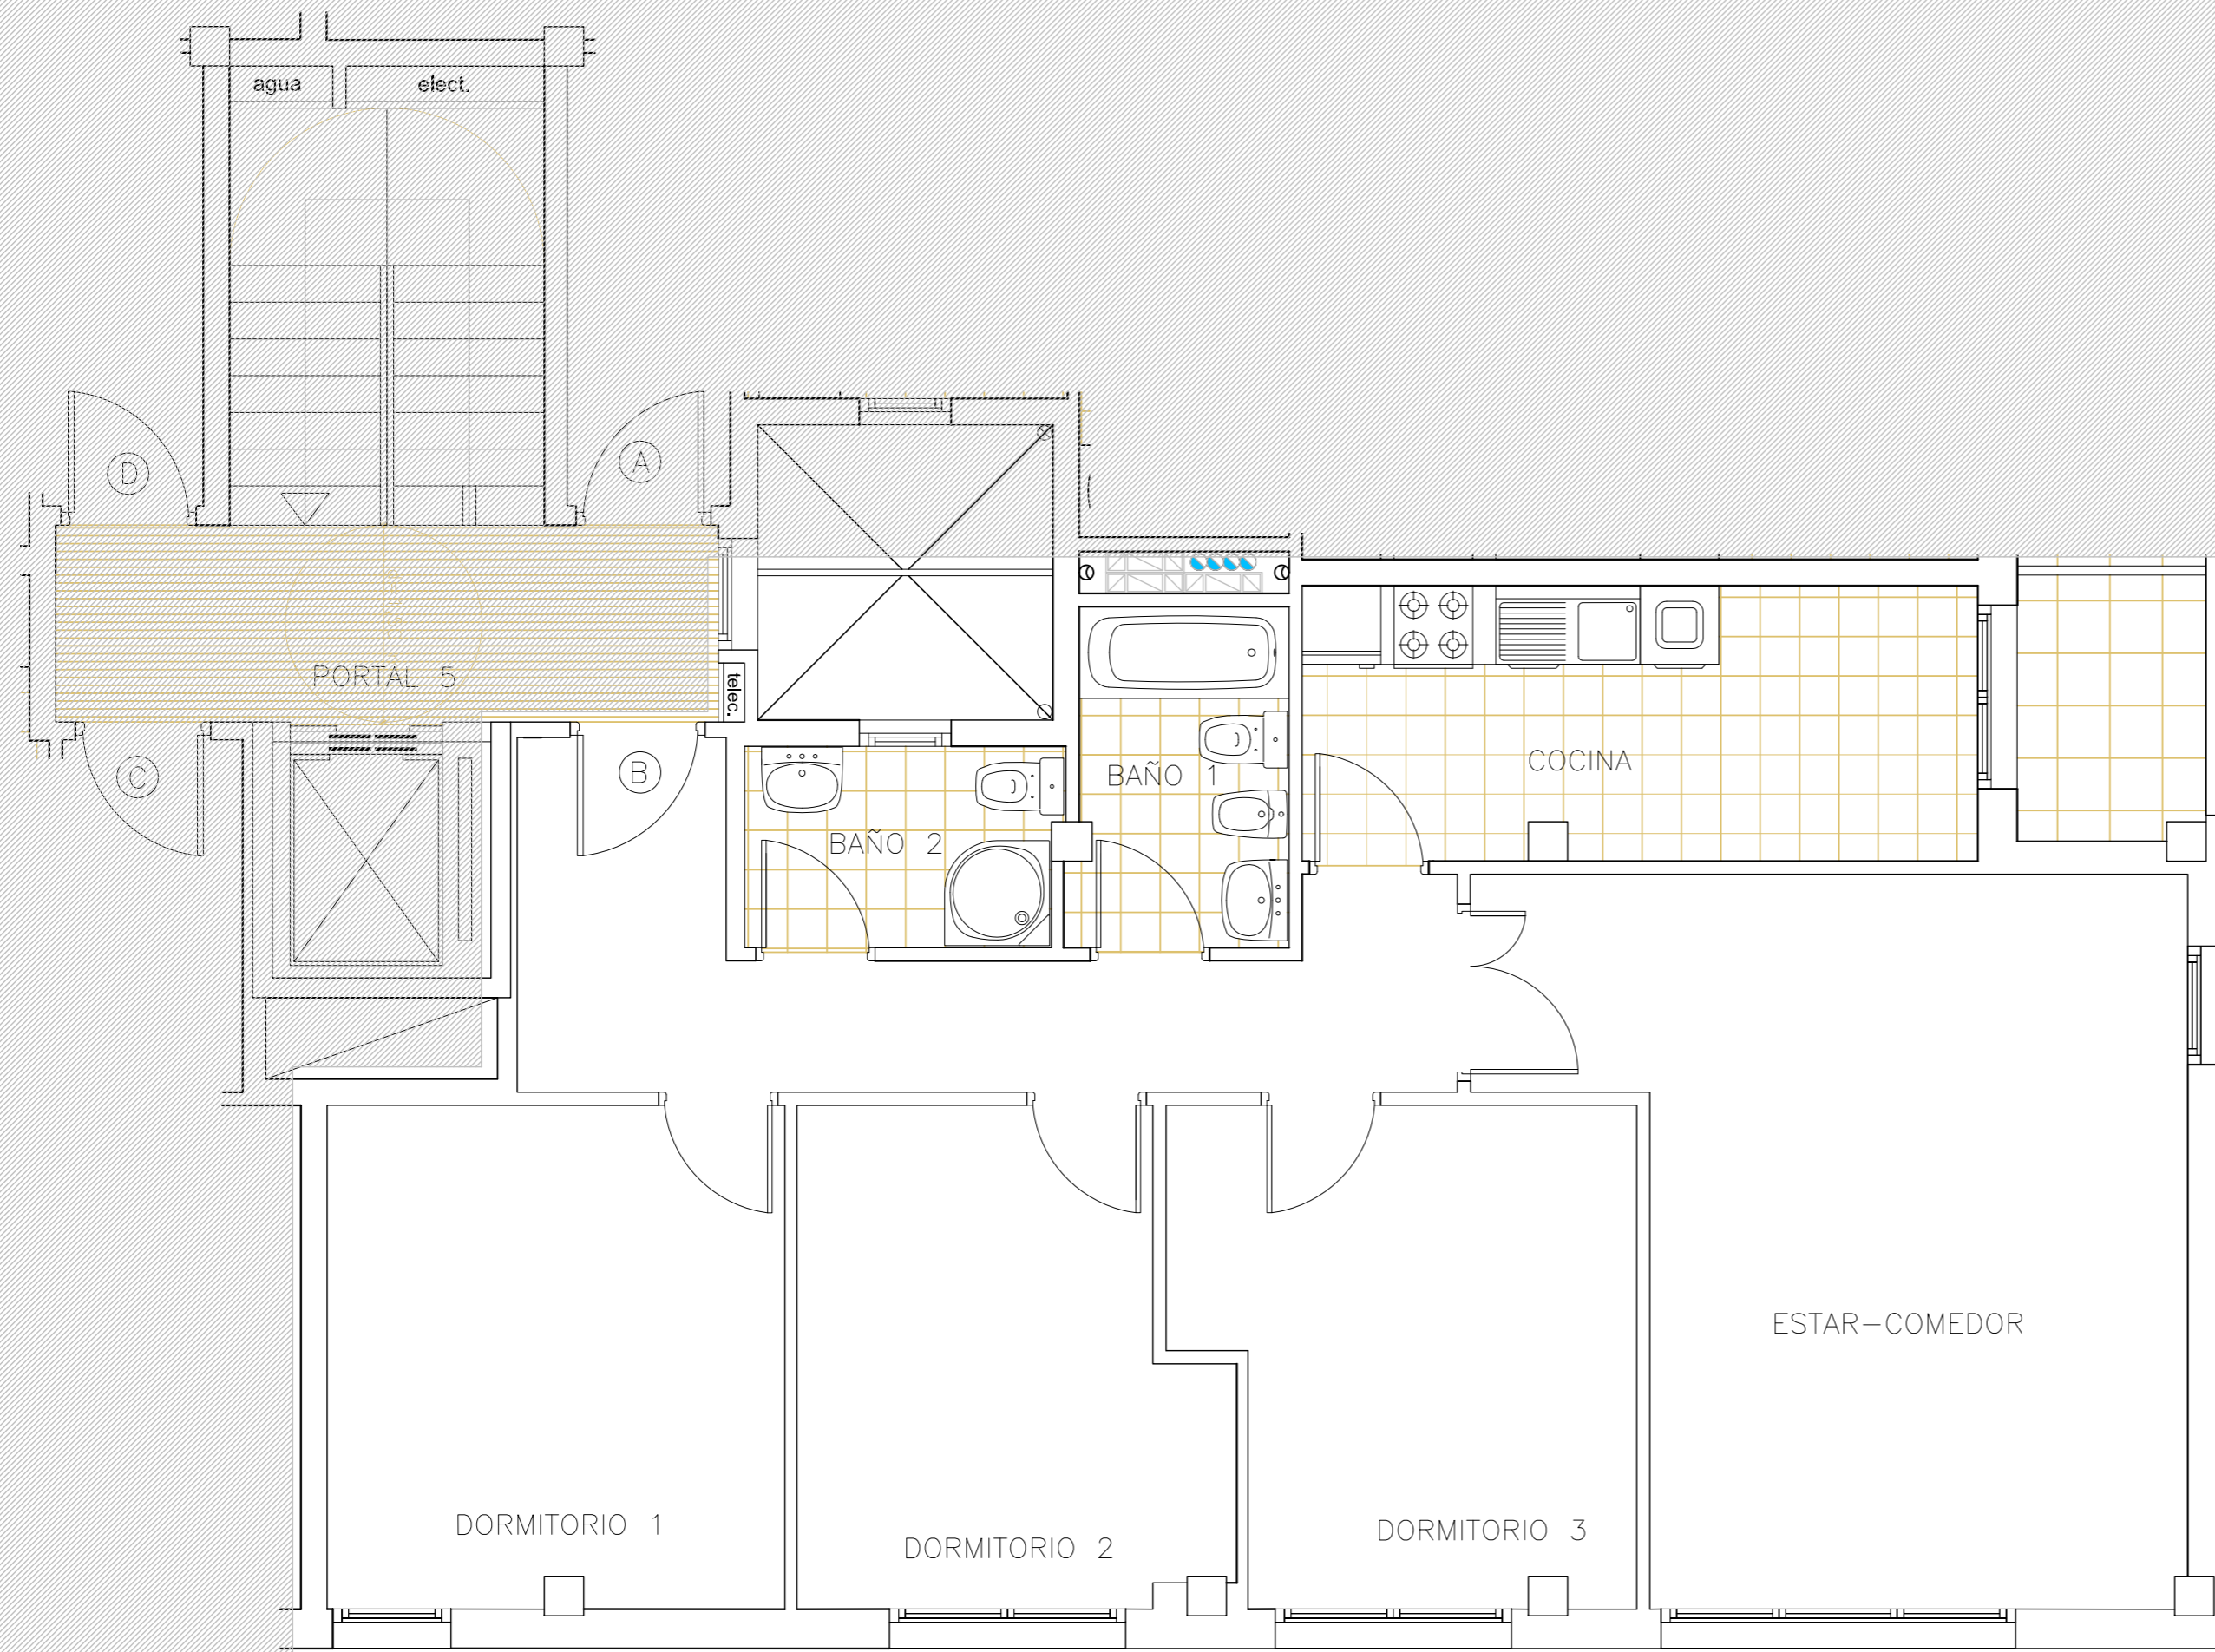 agua
elect.
D
A
PORTAL 5
telec.
C
B
BAÑO 2
BAÑO 1
COCINA
ESTAR-COMEDOR
DORMITORIO 1
DORMITORIO 2
DORMITORIO 3